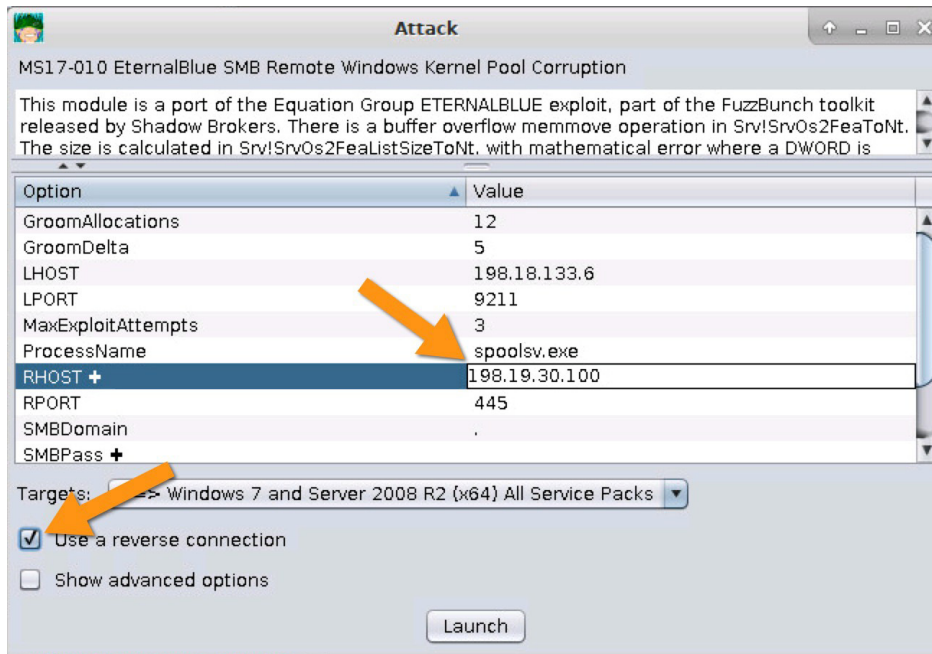 Attack
MS17-010 EternalBlue SMB Remote Windows Kernel Pool Corruption
This module is a part of the Equation Group ETERNALBLUE exploit, part of the FuzzBunch toolkit
released by Shadow Brokers. There is a buffer overflow memmove operation in Srv!SrvOs2FeaToNt.
The size is calculated in Srv!SrvOs2FeaListSizeToNt, with mathematical error where a DWORD is
Option Value
GroomAllocations 12
GroomDelta 5
LHOST 198.18.133.6
LPORT 9211
MaxExploitAttempts 3
ProcessName spoolsv.exe
RHOST + 198.19.30.100
RPORT 445
SMBDomain .
SMBPass +
Targets: => Windows 7 and Server 2008 R2 (x64) All Service Packs
Use a reverse connection
Show advanced options
Launch